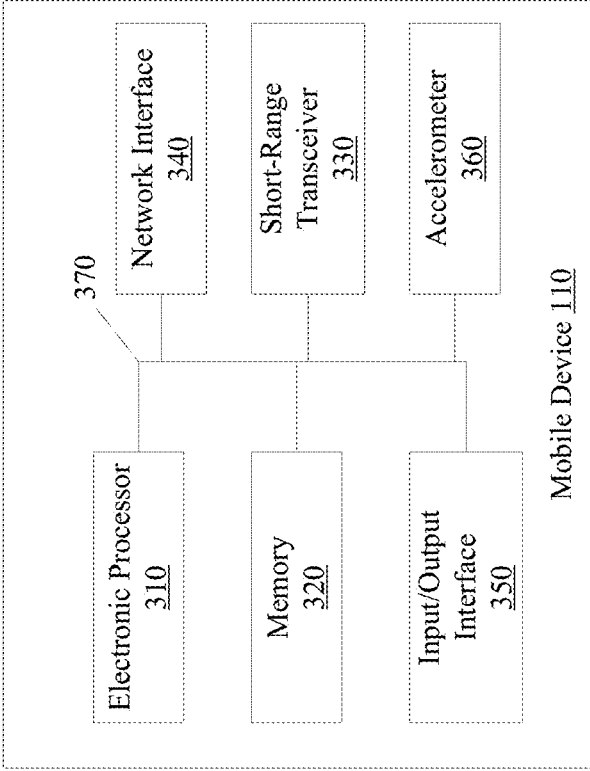 370
Electronic Processor
310
Memory
320
Input/Output
Interface
350
Network Interface
340
Short-Range
Transceiver
330
Accelerometer
360
Mobile Device 110